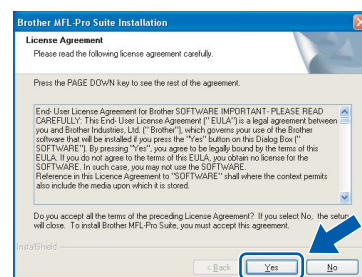 Brother MFL-Pro Suite Installation
License Agreement
Please read the following license agreement carefully.
Press the PAGE DOWN key to see the rest of the agreement.
End- User License Agreement for Brother SOFTWARE IMPORTANT- PLEASE READ
CAREFULLY: This End- User License Agreement (" EULA") is a legal agreement between
you and Brother Industries, Ltd. (" Brother"), which governs your use of the Brother
software that will be installed if you press the "Yes" button on this Dialog Box ("
SOFTWARE"). By pressing "Yes", you agree to be legally bound by the terms of this
EULA. If you do not agree to the terms of this EULA, you obtain no license for the
SOFTWARE. In such case, you may not use the SOFTWARE.
Reference in this Licence Agreement to "SOFTWARE" shall where the context permits
also include the media upon which it is stored.
Do you accept all the terms of the preceding License Agreement? If you select No, the setup
will close. To install Brother MFL-Pro Suite, you must accept this agreement.
InstallShield
< Back Yes No